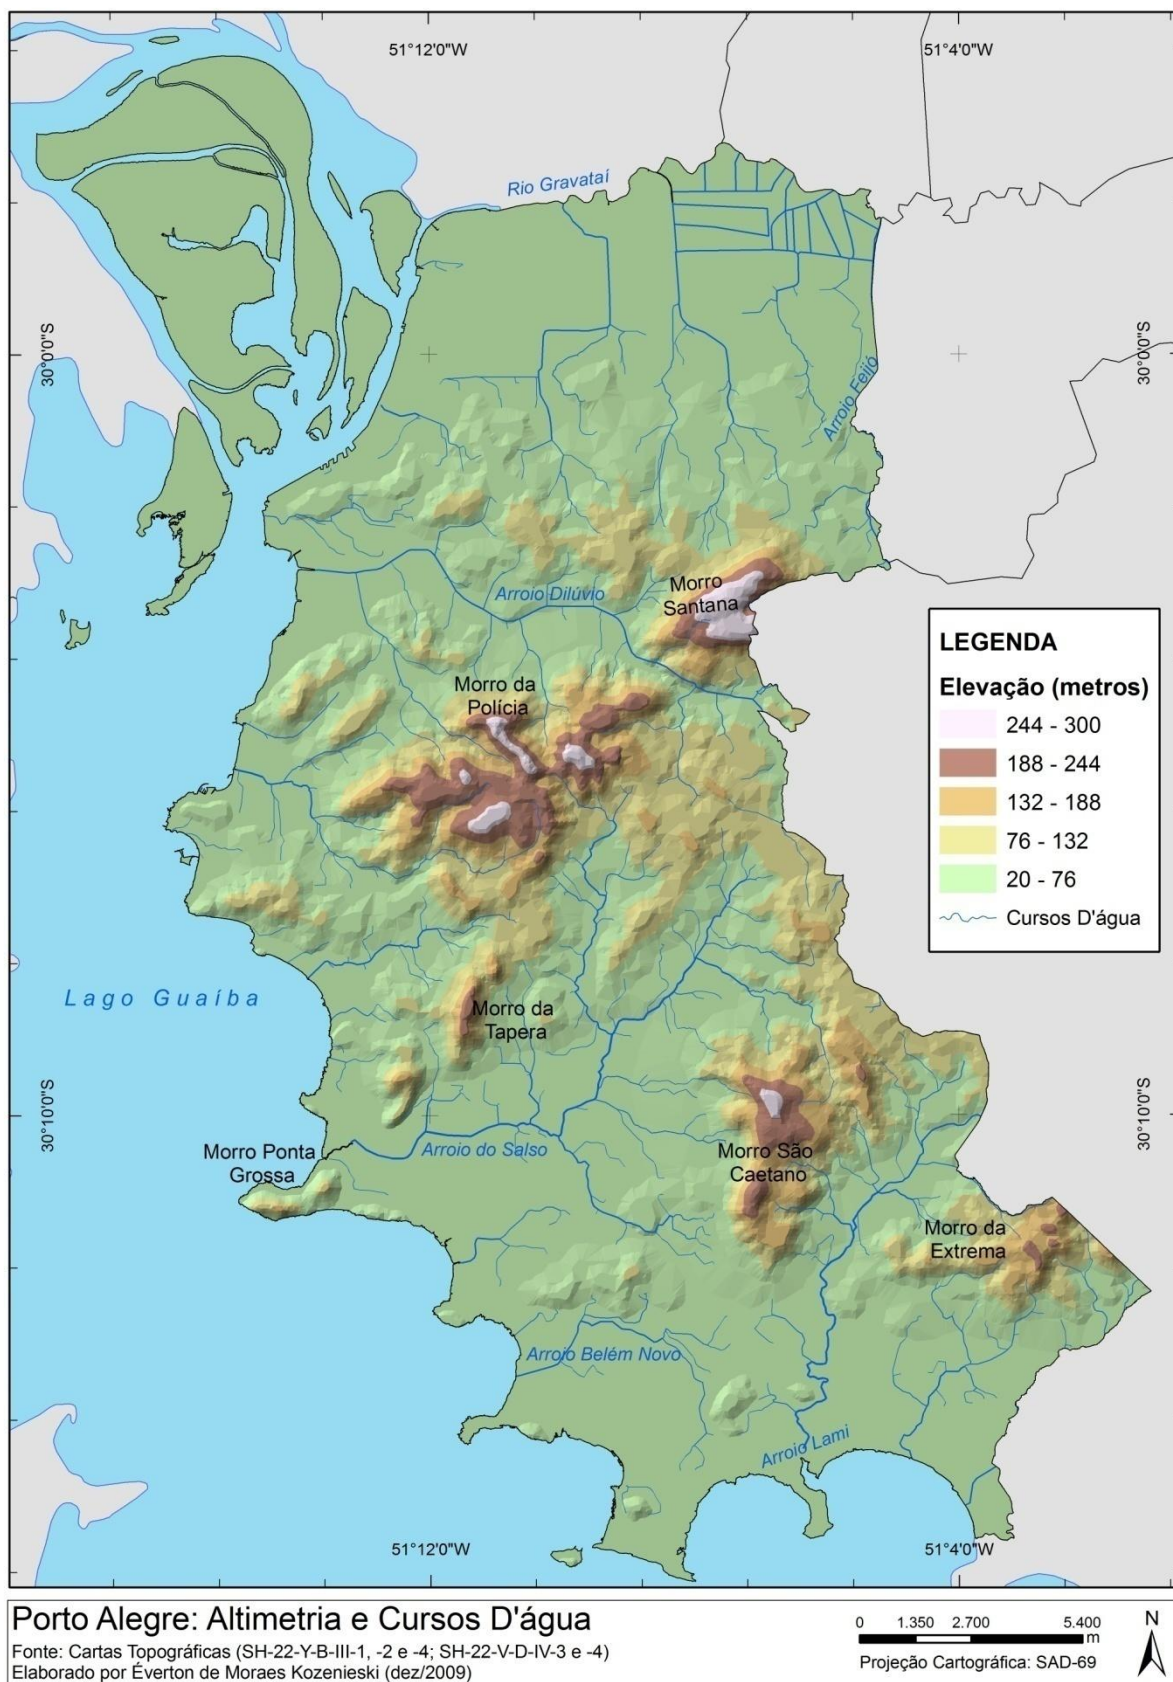 51°12'0"W
51°4'0"W
Rio Gravataí
30°0'0"S
30°0'0"S
Arroio Feijó
Arroio Dilúvio
Morro
Santana
Morro da
Polícia
LEGENDA
Elevação (metros)
244 - 300
188 - 244
132 - 188
76 - 132
20 - 76
Cursos D'água
Lago Guaíba
Morro da
Tapera
30°10'0"S
30°10'0"S
Morro Ponta
Grossa
Arroio do Salso
Morro São
Caetano
Morro da
Extrema
Arroio Belém Novo
Arroio Lami
51°12'0"W
51°4'0"W
Porto Alegre: Altimetria e Cursos D'água
Fonte: Cartas Topográficas (SH-22-Y-B-III-1, -2 e -4; SH-22-V-D-IV-3 e -4)
Elaborado por Éverton de Moraes Kozenieski (dez/2009)
0 1.350 2.700 5.400
m
Projeção Cartográfica: SAD-69
N